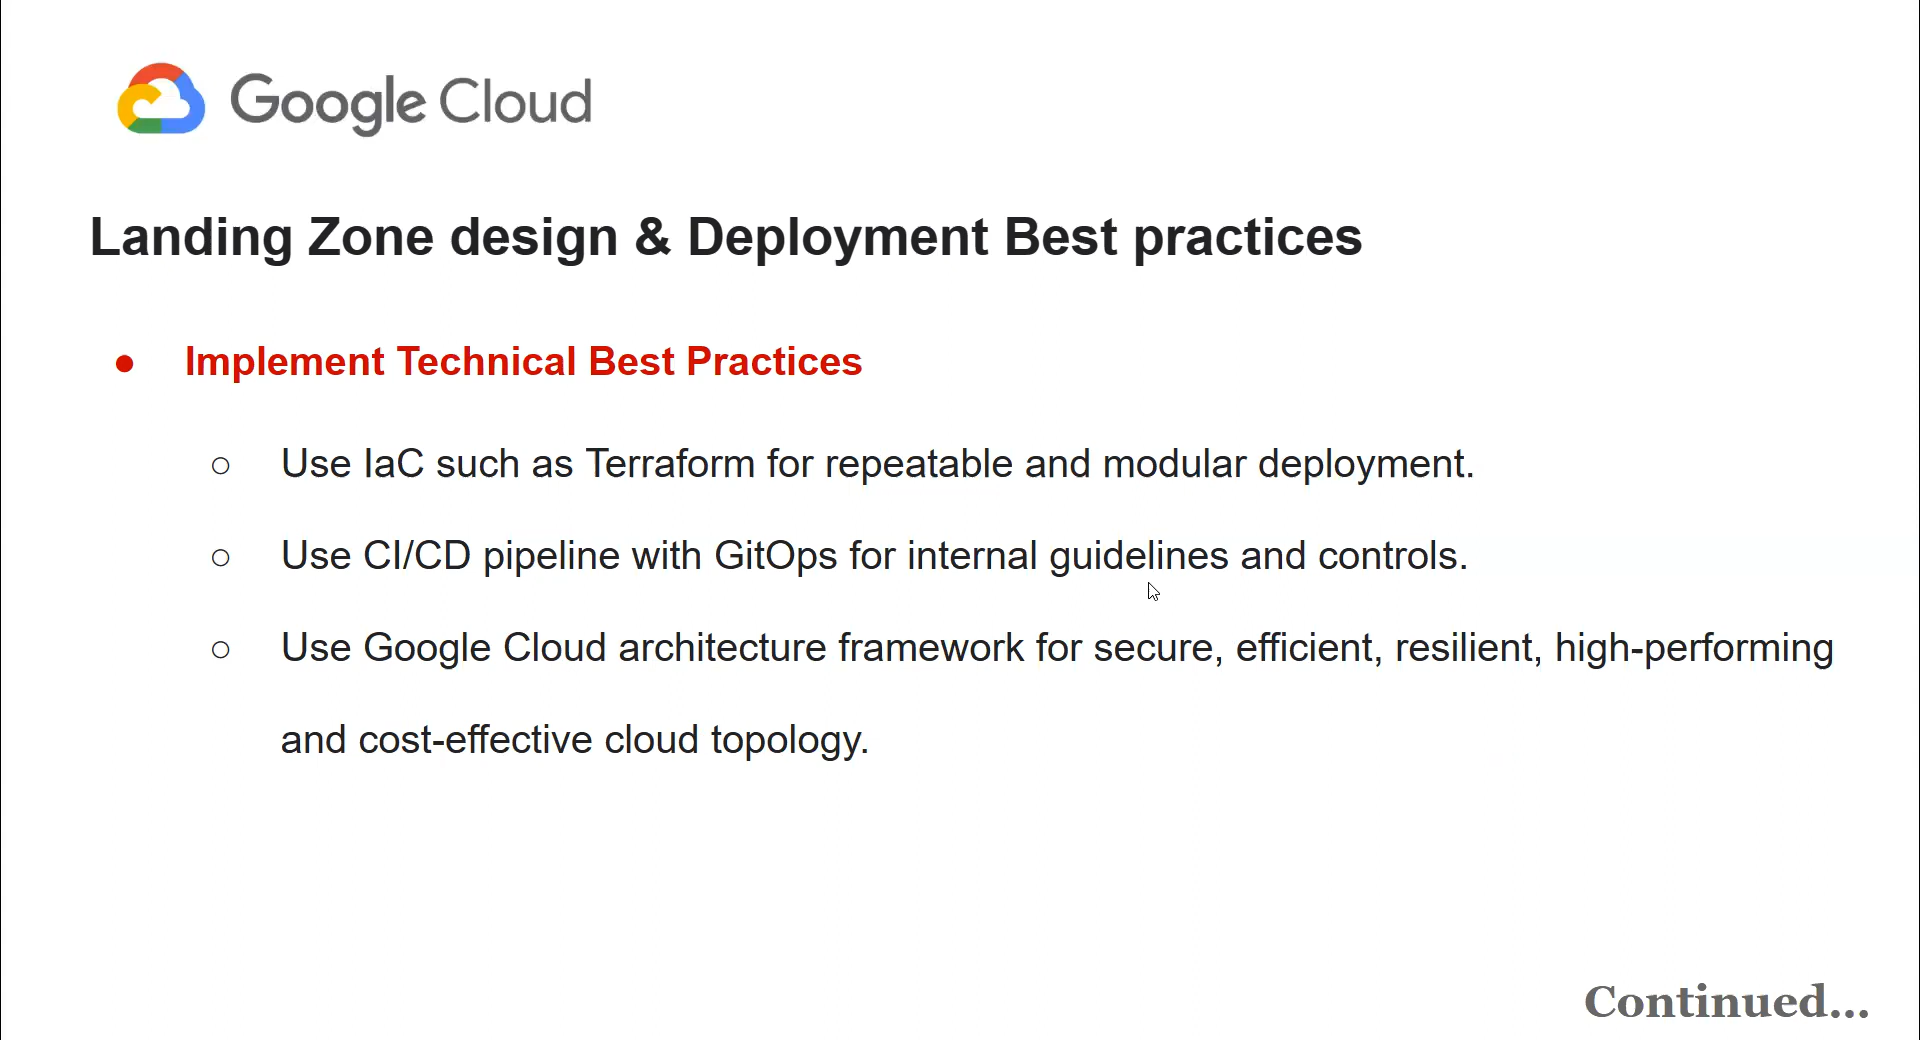 Google Cloud
Landing Zone design & Deployment Best practices
● Implement Technical Best Practices
○ Use IaC such as Terraform for repeatable and modular deployment.
○ Use CI/CD pipeline with GitOps for internal guidelines and controls.
○ Use Google Cloud architecture framework for secure, efficient, resilient, high-performing
and cost-effective cloud topology.
Continued...